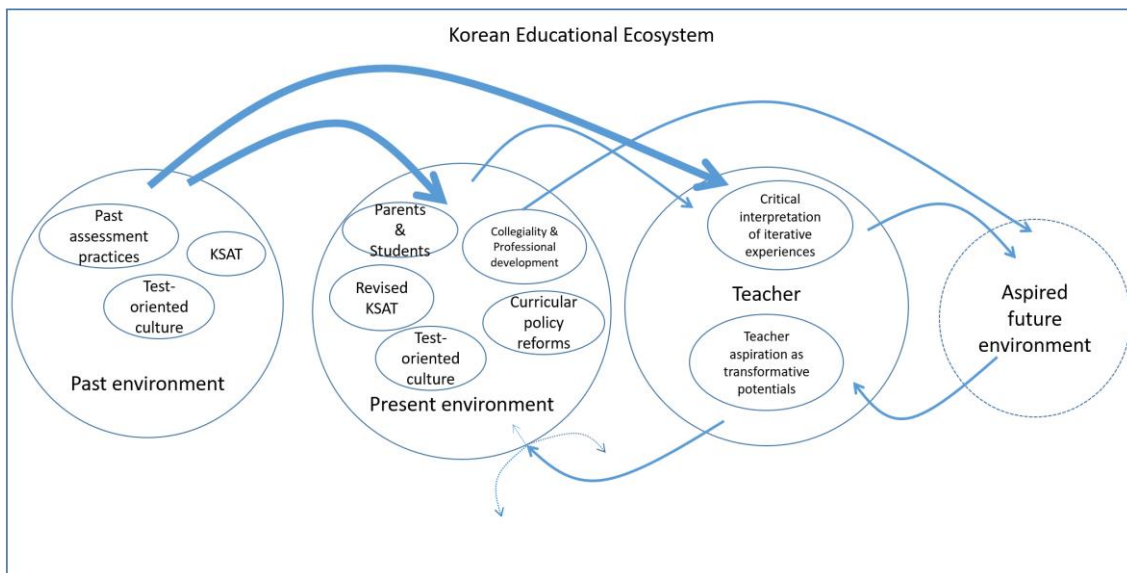 Korean Educational Ecosystem
Past
assessment
practices
KSAT
Test-
oriented
culture
Past environment
Parents
&
Students
Collegiality &
Professional
development
Revised
KSAT
Curricular
policy
reforms
Test-
oriented
culture
Present environment
Critical
interpretation
of iterative
experiences
Teacher
Teacher
aspiration as
transformative
potentials
Aspired
future
environment